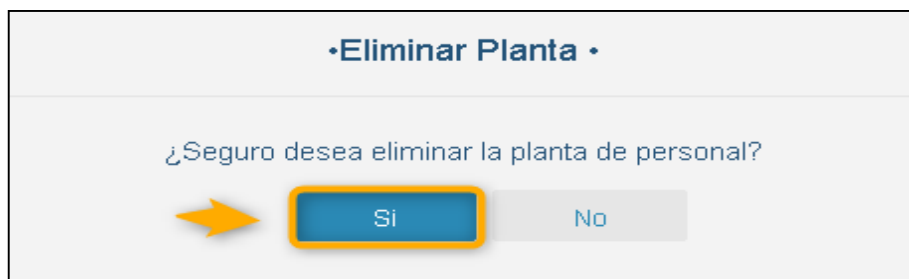 •Eliminar Planta •
¿Seguro desea eliminar la planta de personal?
Si No